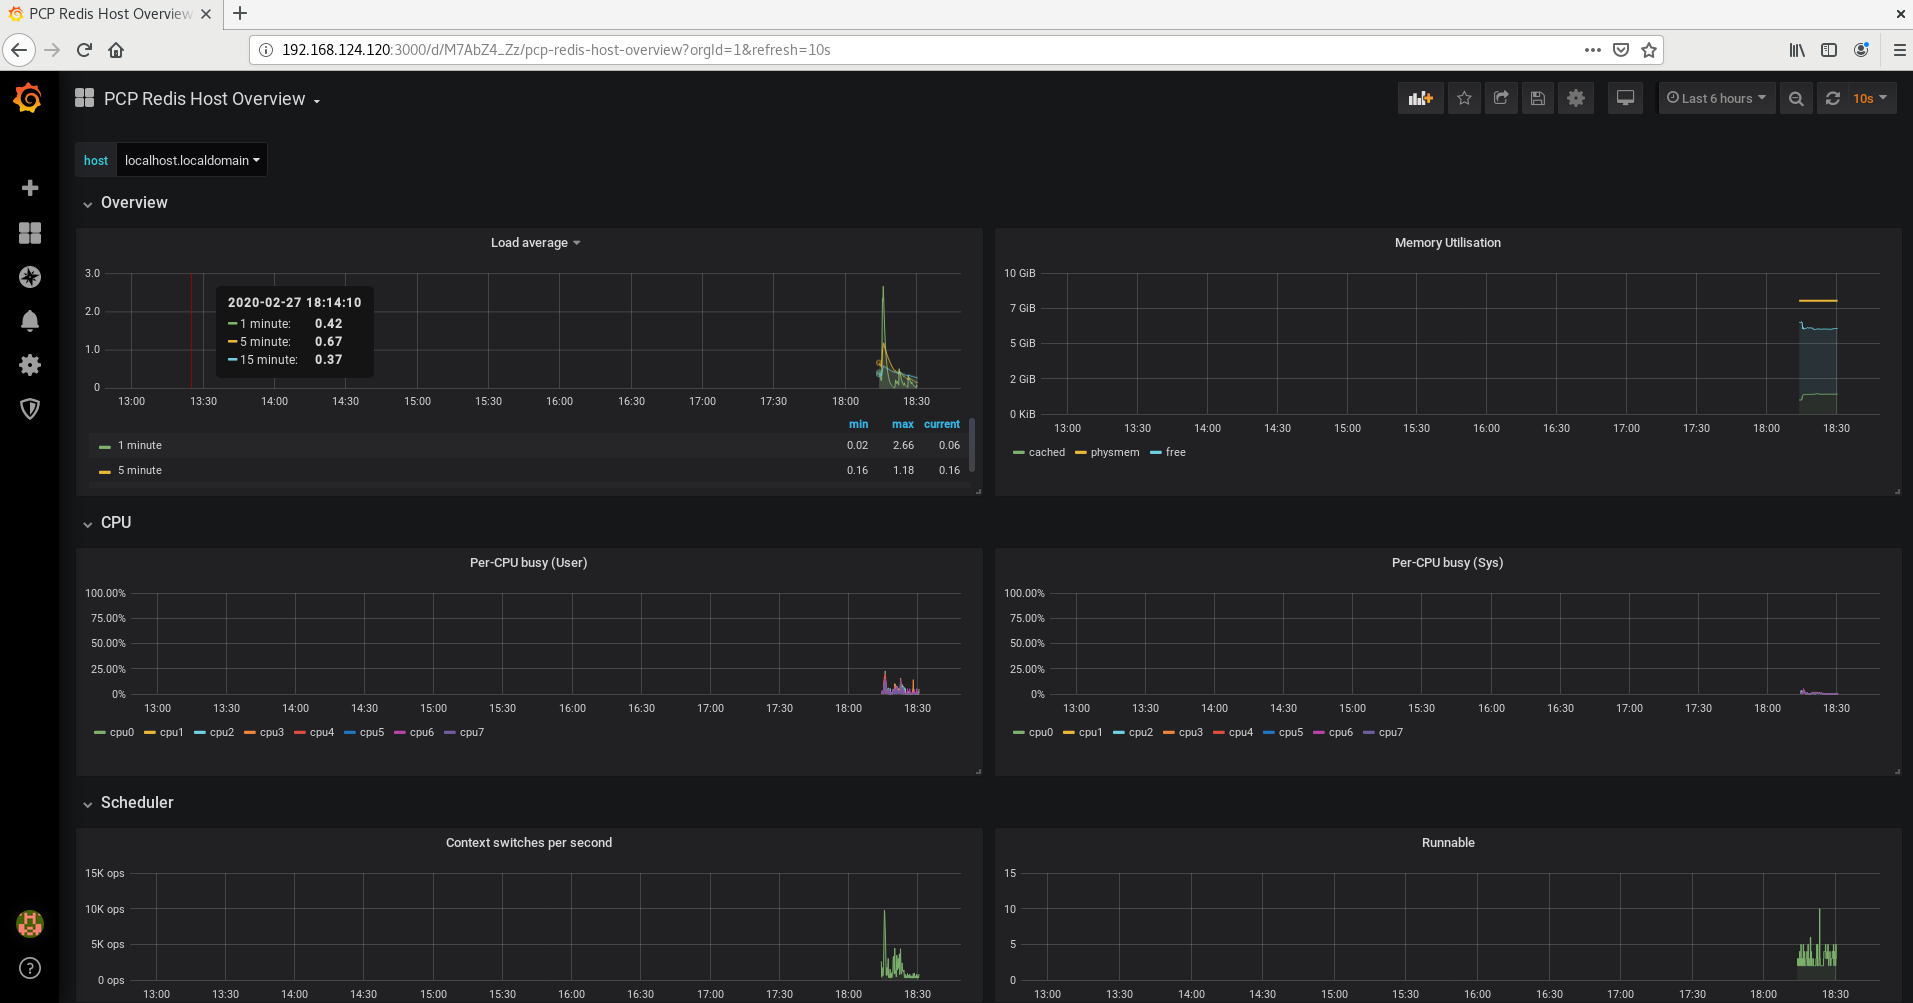 PCP Redis Host Overview
192.168.124.120:3000/d/M7AbZ4_Zz/pcp-redis-host-overview?orgId=1&refresh=10s
PCP Redis Host Overview
Last 6 hours
10s
host
localhost.localdomain
Overview
Load average
3.0
2.0
1.0
0
2020-02-27 18:14:10
1 minute: 0.42
5 minute: 0.67
15 minute: 0.37
13:00 13:30 14:00 14:30 15:00 15:30 16:00 16:30 17:00 17:30 18:00 18:30
min max current
1 minute 0.02 2.66 0.06
5 minute 0.16 1.18 0.16
Memory Utilisation
10 GiB
7 GiB
5 GiB
2 GiB
0 KiB
13:00 13:30 14:00 14:30 15:00 15:30 16:00 16:30 17:00 17:30 18:00 18:30
cached physmem free
CPU
Per-CPU busy (User)
100.00%
75.00%
50.00%
25.00%
0%
13:00 13:30 14:00 14:30 15:00 15:30 16:00 16:30 17:00 17:30 18:00 18:30
cpu0 cpu1 cpu2 cpu3 cpu4 cpu5 cpu6 cpu7
Per-CPU busy (Sys)
100.00%
75.00%
50.00%
25.00%
0%
13:00 13:30 14:00 14:30 15:00 15:30 16:00 16:30 17:00 17:30 18:00 18:30
cpu0 cpu1 cpu2 cpu3 cpu4 cpu5 cpu6 cpu7
Scheduler
Context switches per second
15K ops
10K ops
5K ops
0 ops
13:00 13:30 14:00 14:30 15:00 15:30 16:00 16:30 17:00 17:30 18:00 18:30
Runnable
15
10
5
0
13:00 13:30 14:00 14:30 15:00 15:30 16:00 16:30 17:00 17:30 18:00 18:30